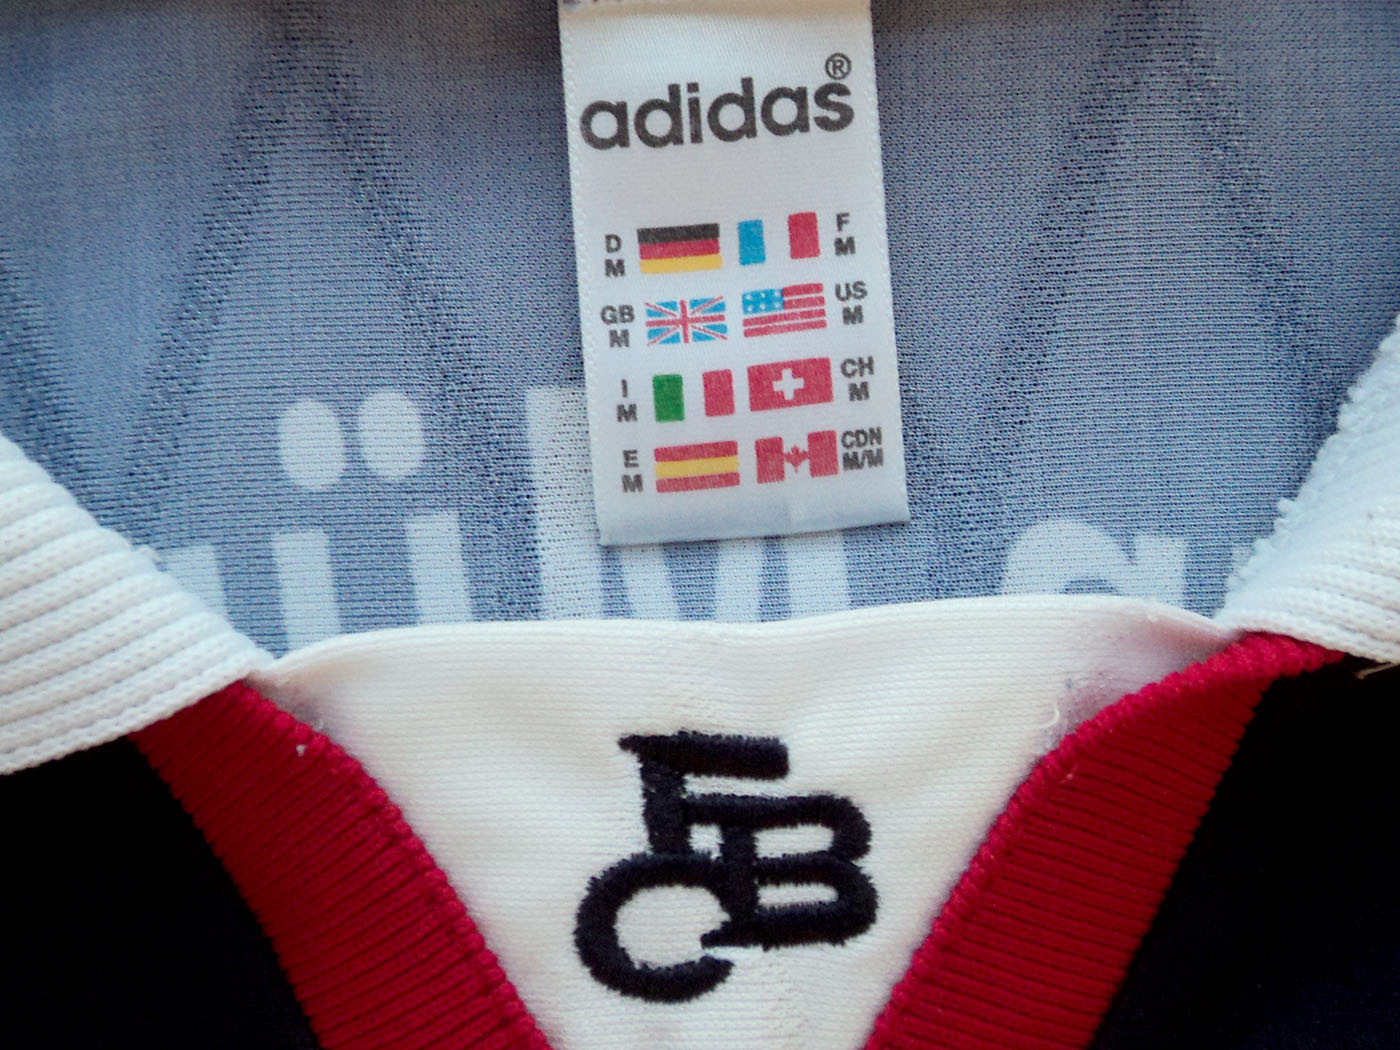 adidas®
D M F M
GB M US M
I M CH M
E M CDN M/M
FCB